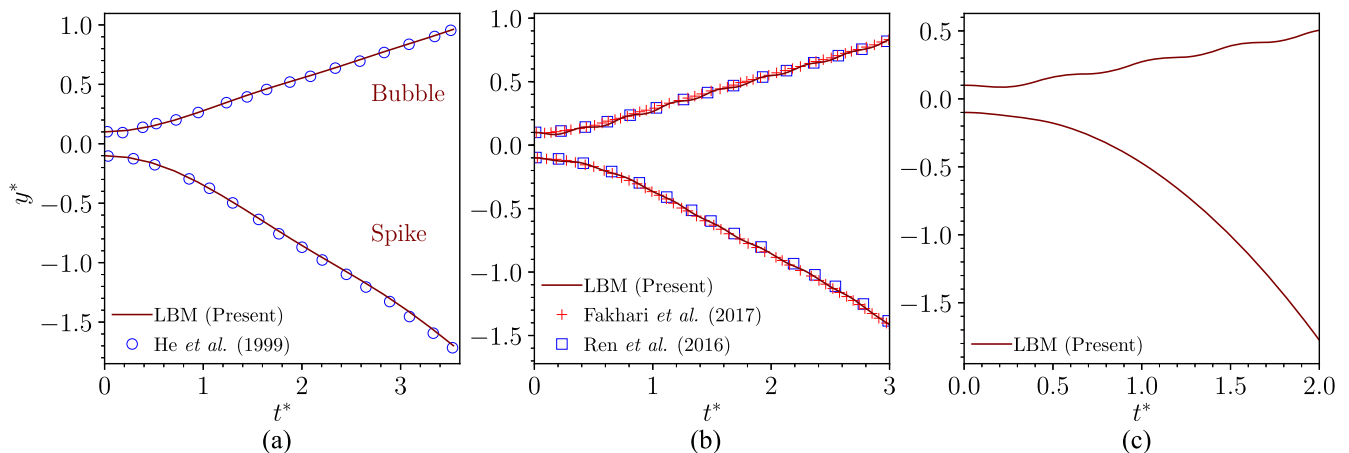 1.0
0.5
0.0
−0.5
−1.0
−1.5
y*
Bubble
Spike
LBM (Present)
He et al. (1999)
0 1 2 3
t*
(a)
1.0
0.5
0.0
−0.5
−1.0
−1.5
LBM (Present)
Fakhari et al. (2017)
Ren et al. (2016)
0 1 2 3
t*
(b)
0.5
0.0
−0.5
−1.0
−1.5
LBM (Present)
0.0 0.5 1.0 1.5 2.0
t*
(c)